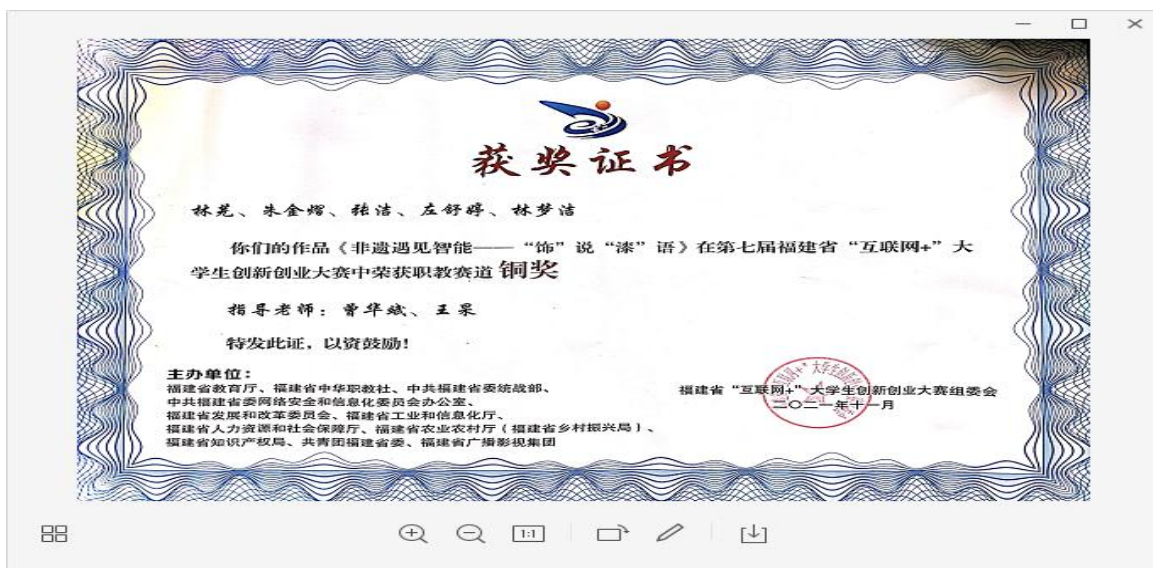 获奖证书
林羌、朱金熠、张洁、左舒婷、林梦洁
你们的作品《非遗遇见智能——“饰”说“漆”语》在第七届福建省“互联网+”大
学生创新创业大赛中荣获职教赛道 铜奖
指导老师：曾华斌、王泉
特发此证，以资鼓励！
主办单位：
福建省教育厅、福建省中华职教社、中共福建省委统战部、
中共福建省委网络安全和信息化委员会办公室、
福建省发展和改革委员会、福建省工业和信息化厅、
福建省人力资源和社会保障厅、福建省农业农村厅（福建省乡村振兴局）、
福建省知识产权局、共青团福建省委、福建省广播影视集团
福建省“互联网+”大学生创新创业大赛组委会
二〇二一年十一月
1:1